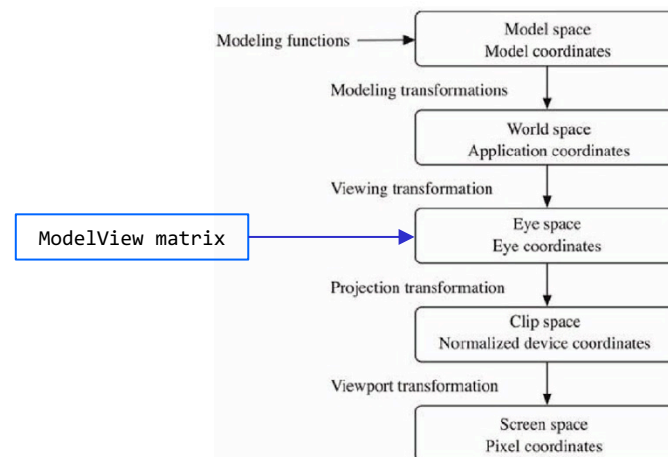 Modeling functions
Model space
Model coordinates
Modeling transformations
World space
Application coordinates
Viewing transformation
ModelView matrix
Eye space
Eye coordinates
Projection transformation
Clip space
Normalized device coordinates
Viewport transformation
Screen space
Pixel coordinates